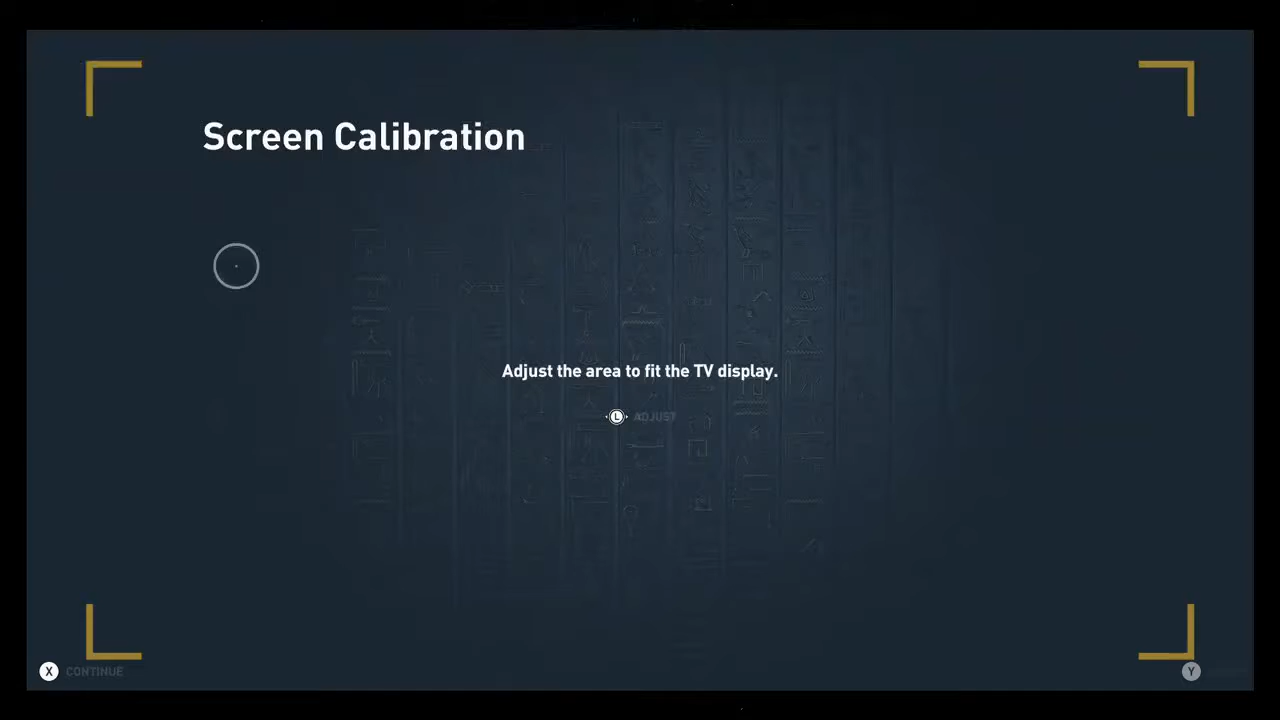 Screen Calibration
Adjust the area to fit the TV display.
L ADJUST
X CONTINUE
Y